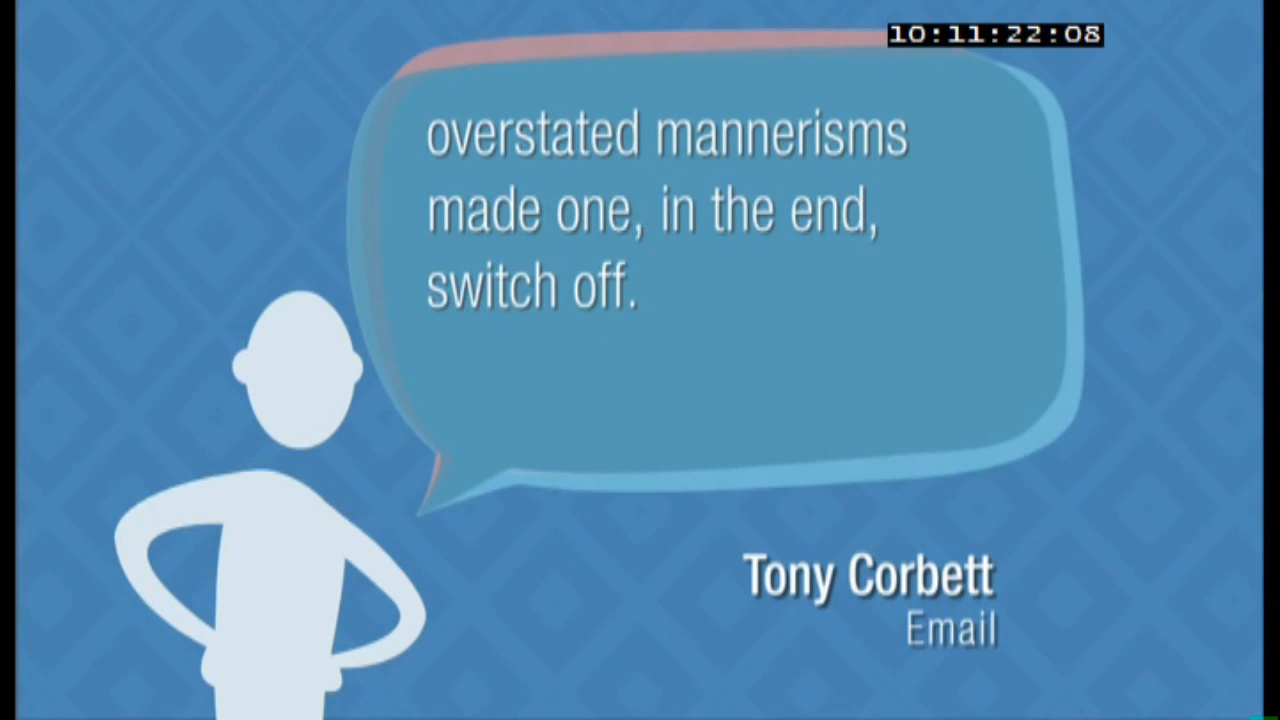 10:11:22:08
overstated mannerisms
made one, in the end,
switch off.
Tony Corbett
Email